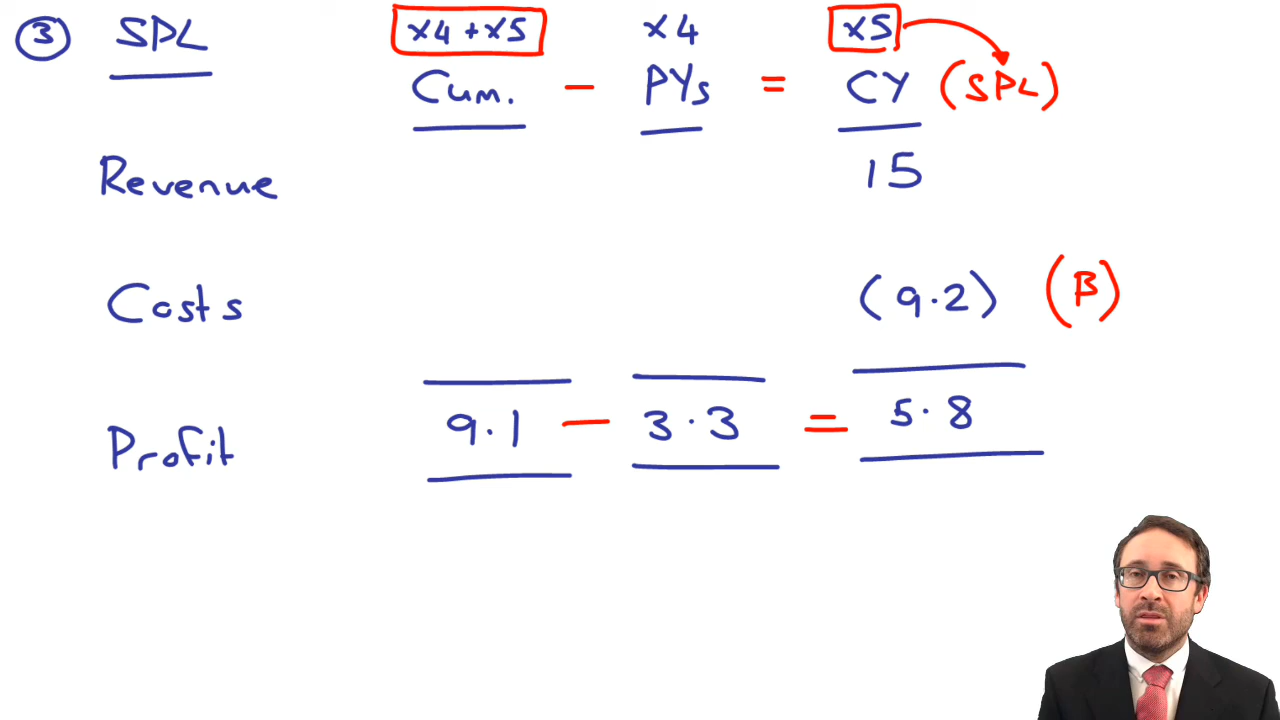 ③ SPL x4 + x5 x4 x5
Cum. – PYs = CY (SPL)
Revenue 15
Costs (9.2) (B)
Profit 9.1 – 3.3 = 5.8